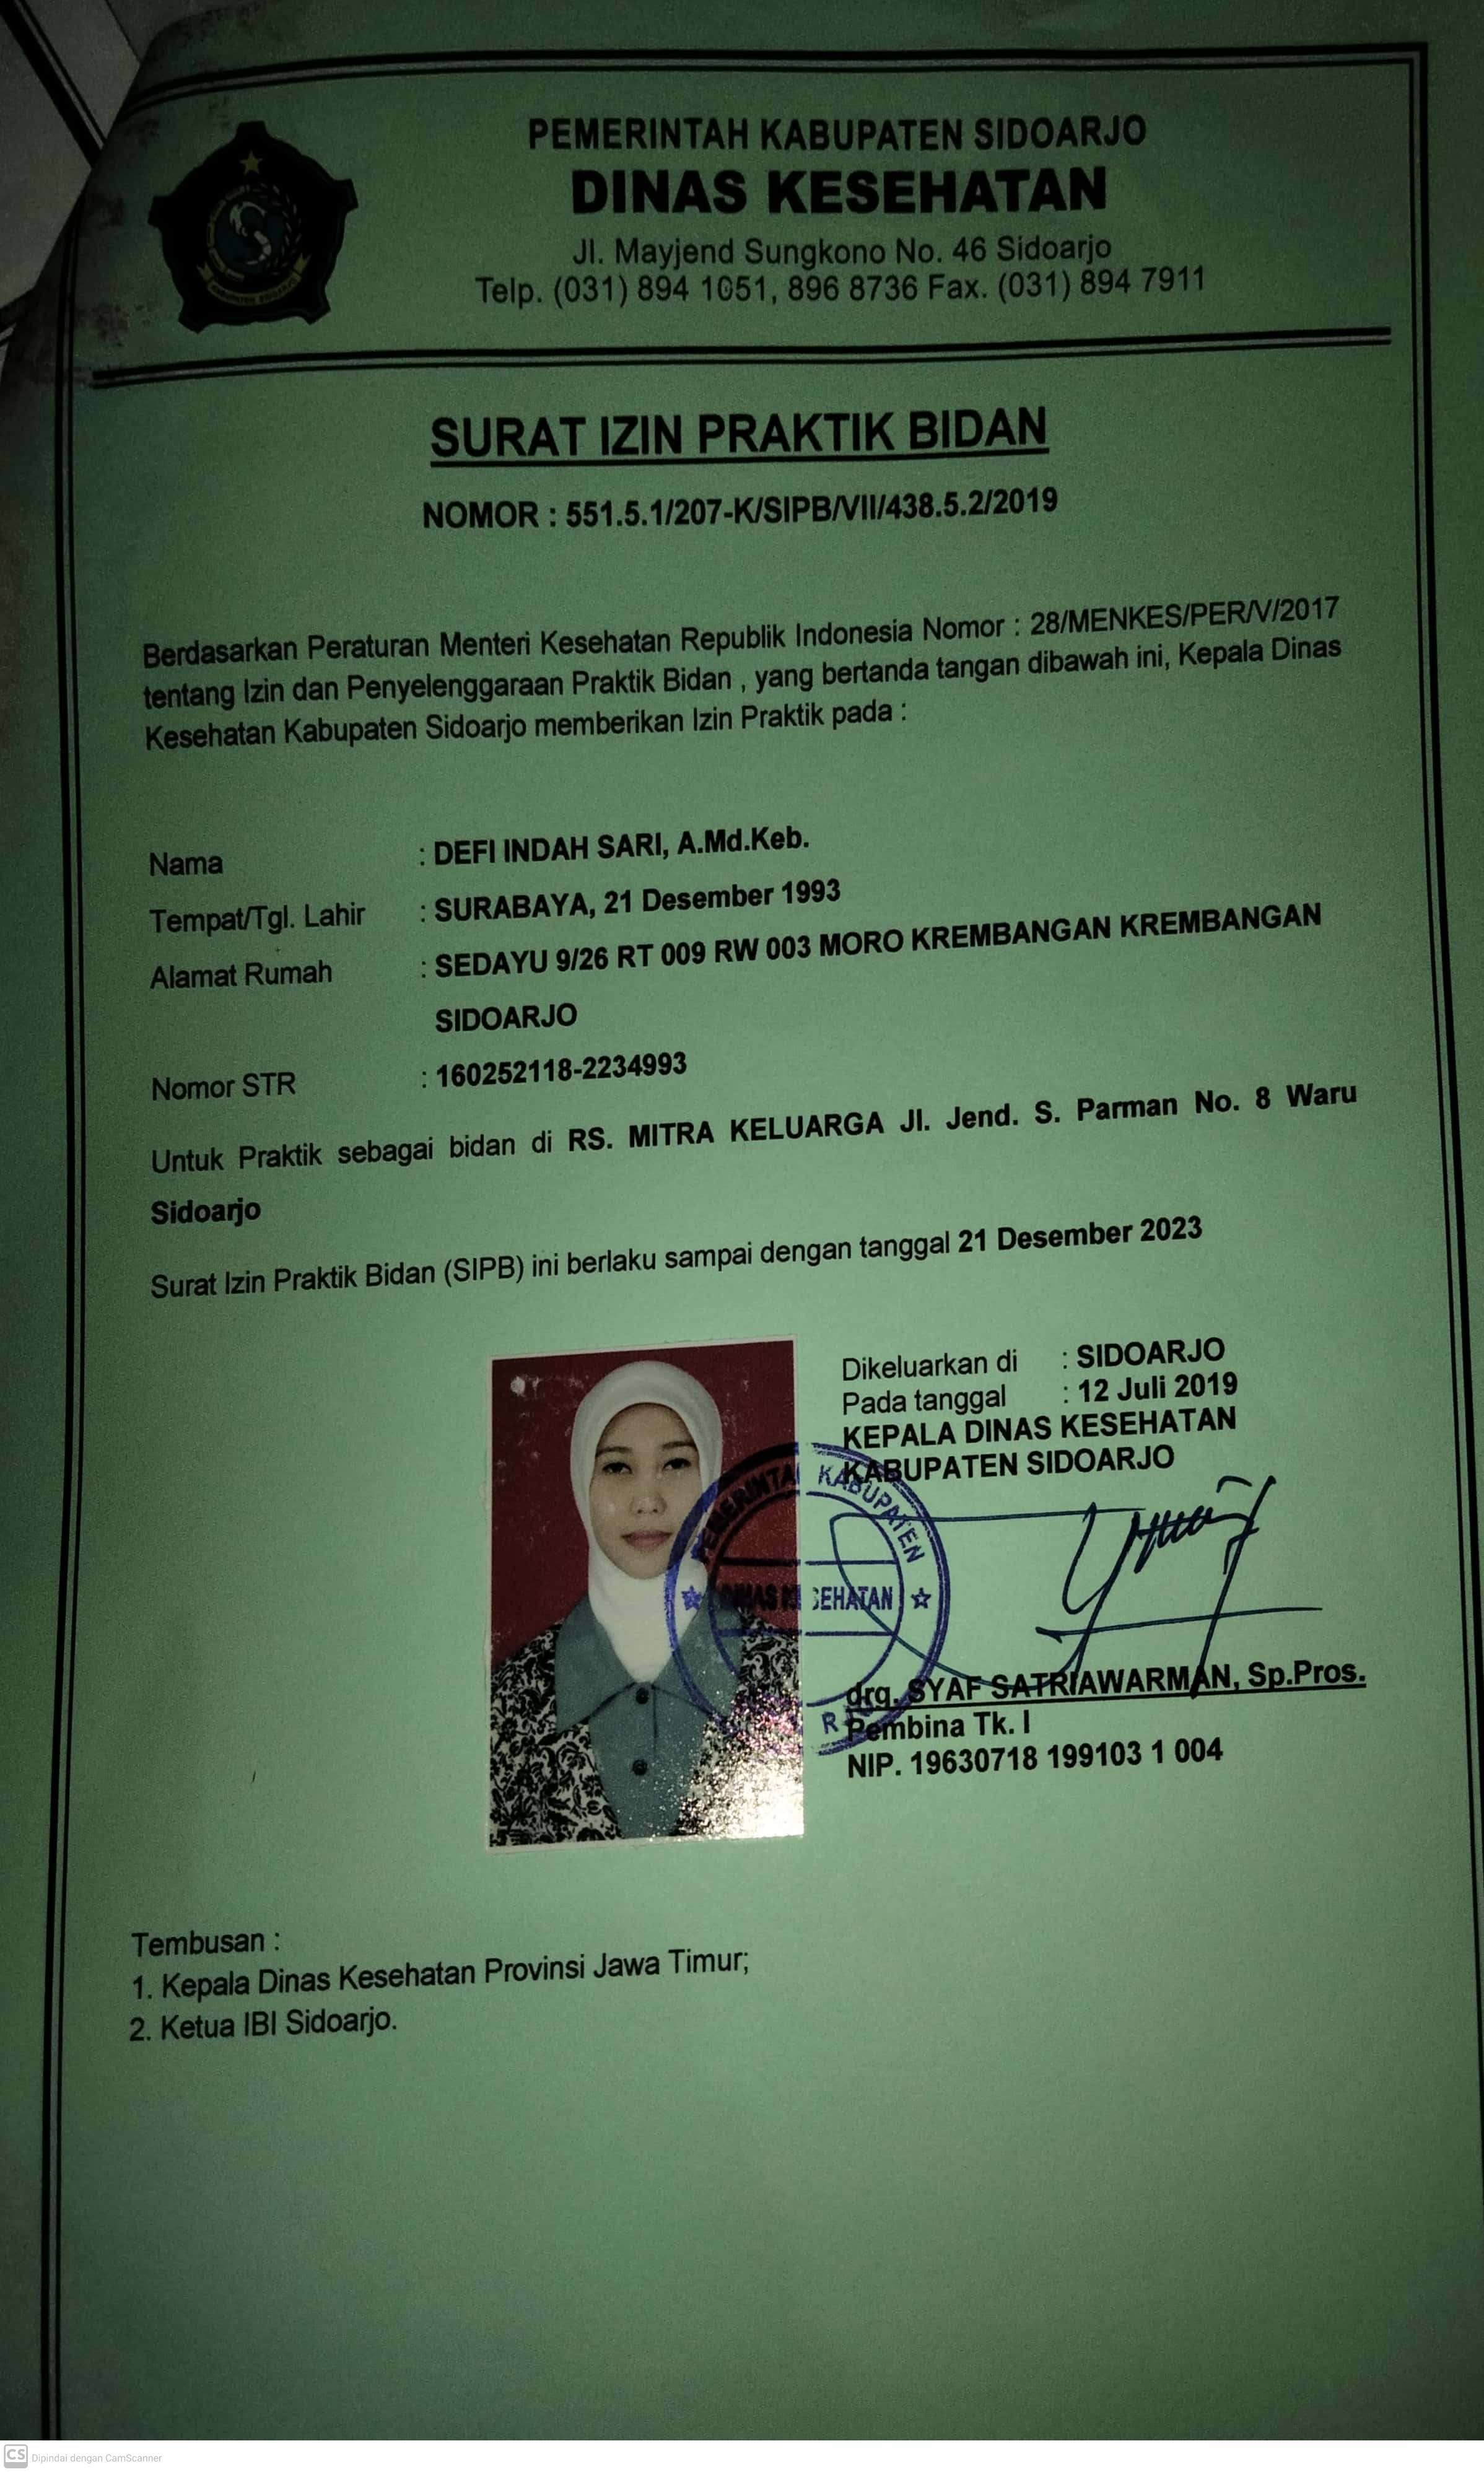 PEMERINTAH KABUPATEN SIDOARJO
DINAS KESEHATAN
Jl. Mayjend Sungkono No. 46 Sidoarjo
Telp. (031) 894 1051, 896 8736 Fax. (031) 894 7911
SURAT IZIN PRAKTIK BIDAN
NOMOR : 551.5.1/207-K/SIPB/VII/438.5.2/2019
Berdasarkan Peraturan Menteri Kesehatan Republik Indonesia Nomor : 28/MENKES/PER/V/2017
tentang Izin dan Penyelenggaraan Praktik Bidan , yang bertanda tangan dibawah ini, Kepala Dinas
Kesehatan Kabupaten Sidoarjo memberikan Izin Praktik pada :
Nama : DEFI INDAH SARI, A.Md.Keb.
Tempat/Tgl. Lahir : SURABAYA, 21 Desember 1993
Alamat Rumah : SEDAYU 9/26 RT 009 RW 003 MORO KREMBANGAN KREMBANGAN
SIDOARJO
Nomor STR : 160252118-2234993
Untuk Praktik sebagai bidan di RS. MITRA KELUARGA Jl. Jend. S. Parman No. 8 Waru
Sidoarjo
Surat Izin Praktik Bidan (SIPB) ini berlaku sampai dengan tanggal 21 Desember 2023
Dikeluarkan di : SIDOARJO
Pada tanggal : 12 Juli 2019
KEPALA DINAS KESEHATAN
KABUPATEN SIDOARJO
PEMERINTA KABUPATEN
DINAS KESEHATAN
drg. SYAF SATRIAWARMAN, Sp.Pros.
Pembina Tk. I
NIP. 19630718 199103 1 004
Tembusan :
1. Kepala Dinas Kesehatan Provinsi Jawa Timur;
2. Ketua IBI Sidoarjo.
CS Dipindai dengan CamScanner